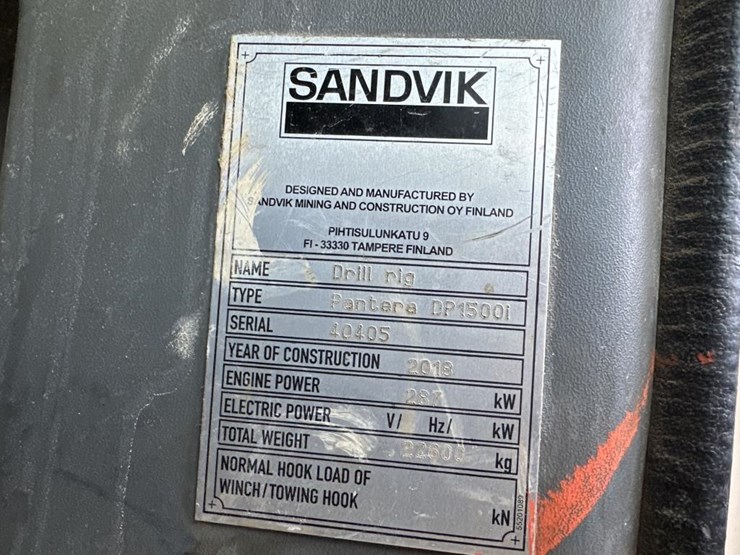 SANDVIK
DESIGNED AND MANUFACTURED BY
SANDVIK MINING AND CONSTRUCTION OY FINLAND
PIHTISULUNKATU 9
FI - 33330 TAMPERE FINLAND
NAME Drill rig
TYPE Pantera DP1500i
SERIAL 40405
YEAR OF CONSTRUCTION 2018
ENGINE POWER kW
ELECTRIC POWER V/ Hz/ kW
TOTAL WEIGHT kg
NORMAL HOOK LOAD OF
WINCH/TOWING HOOK kN
55201089